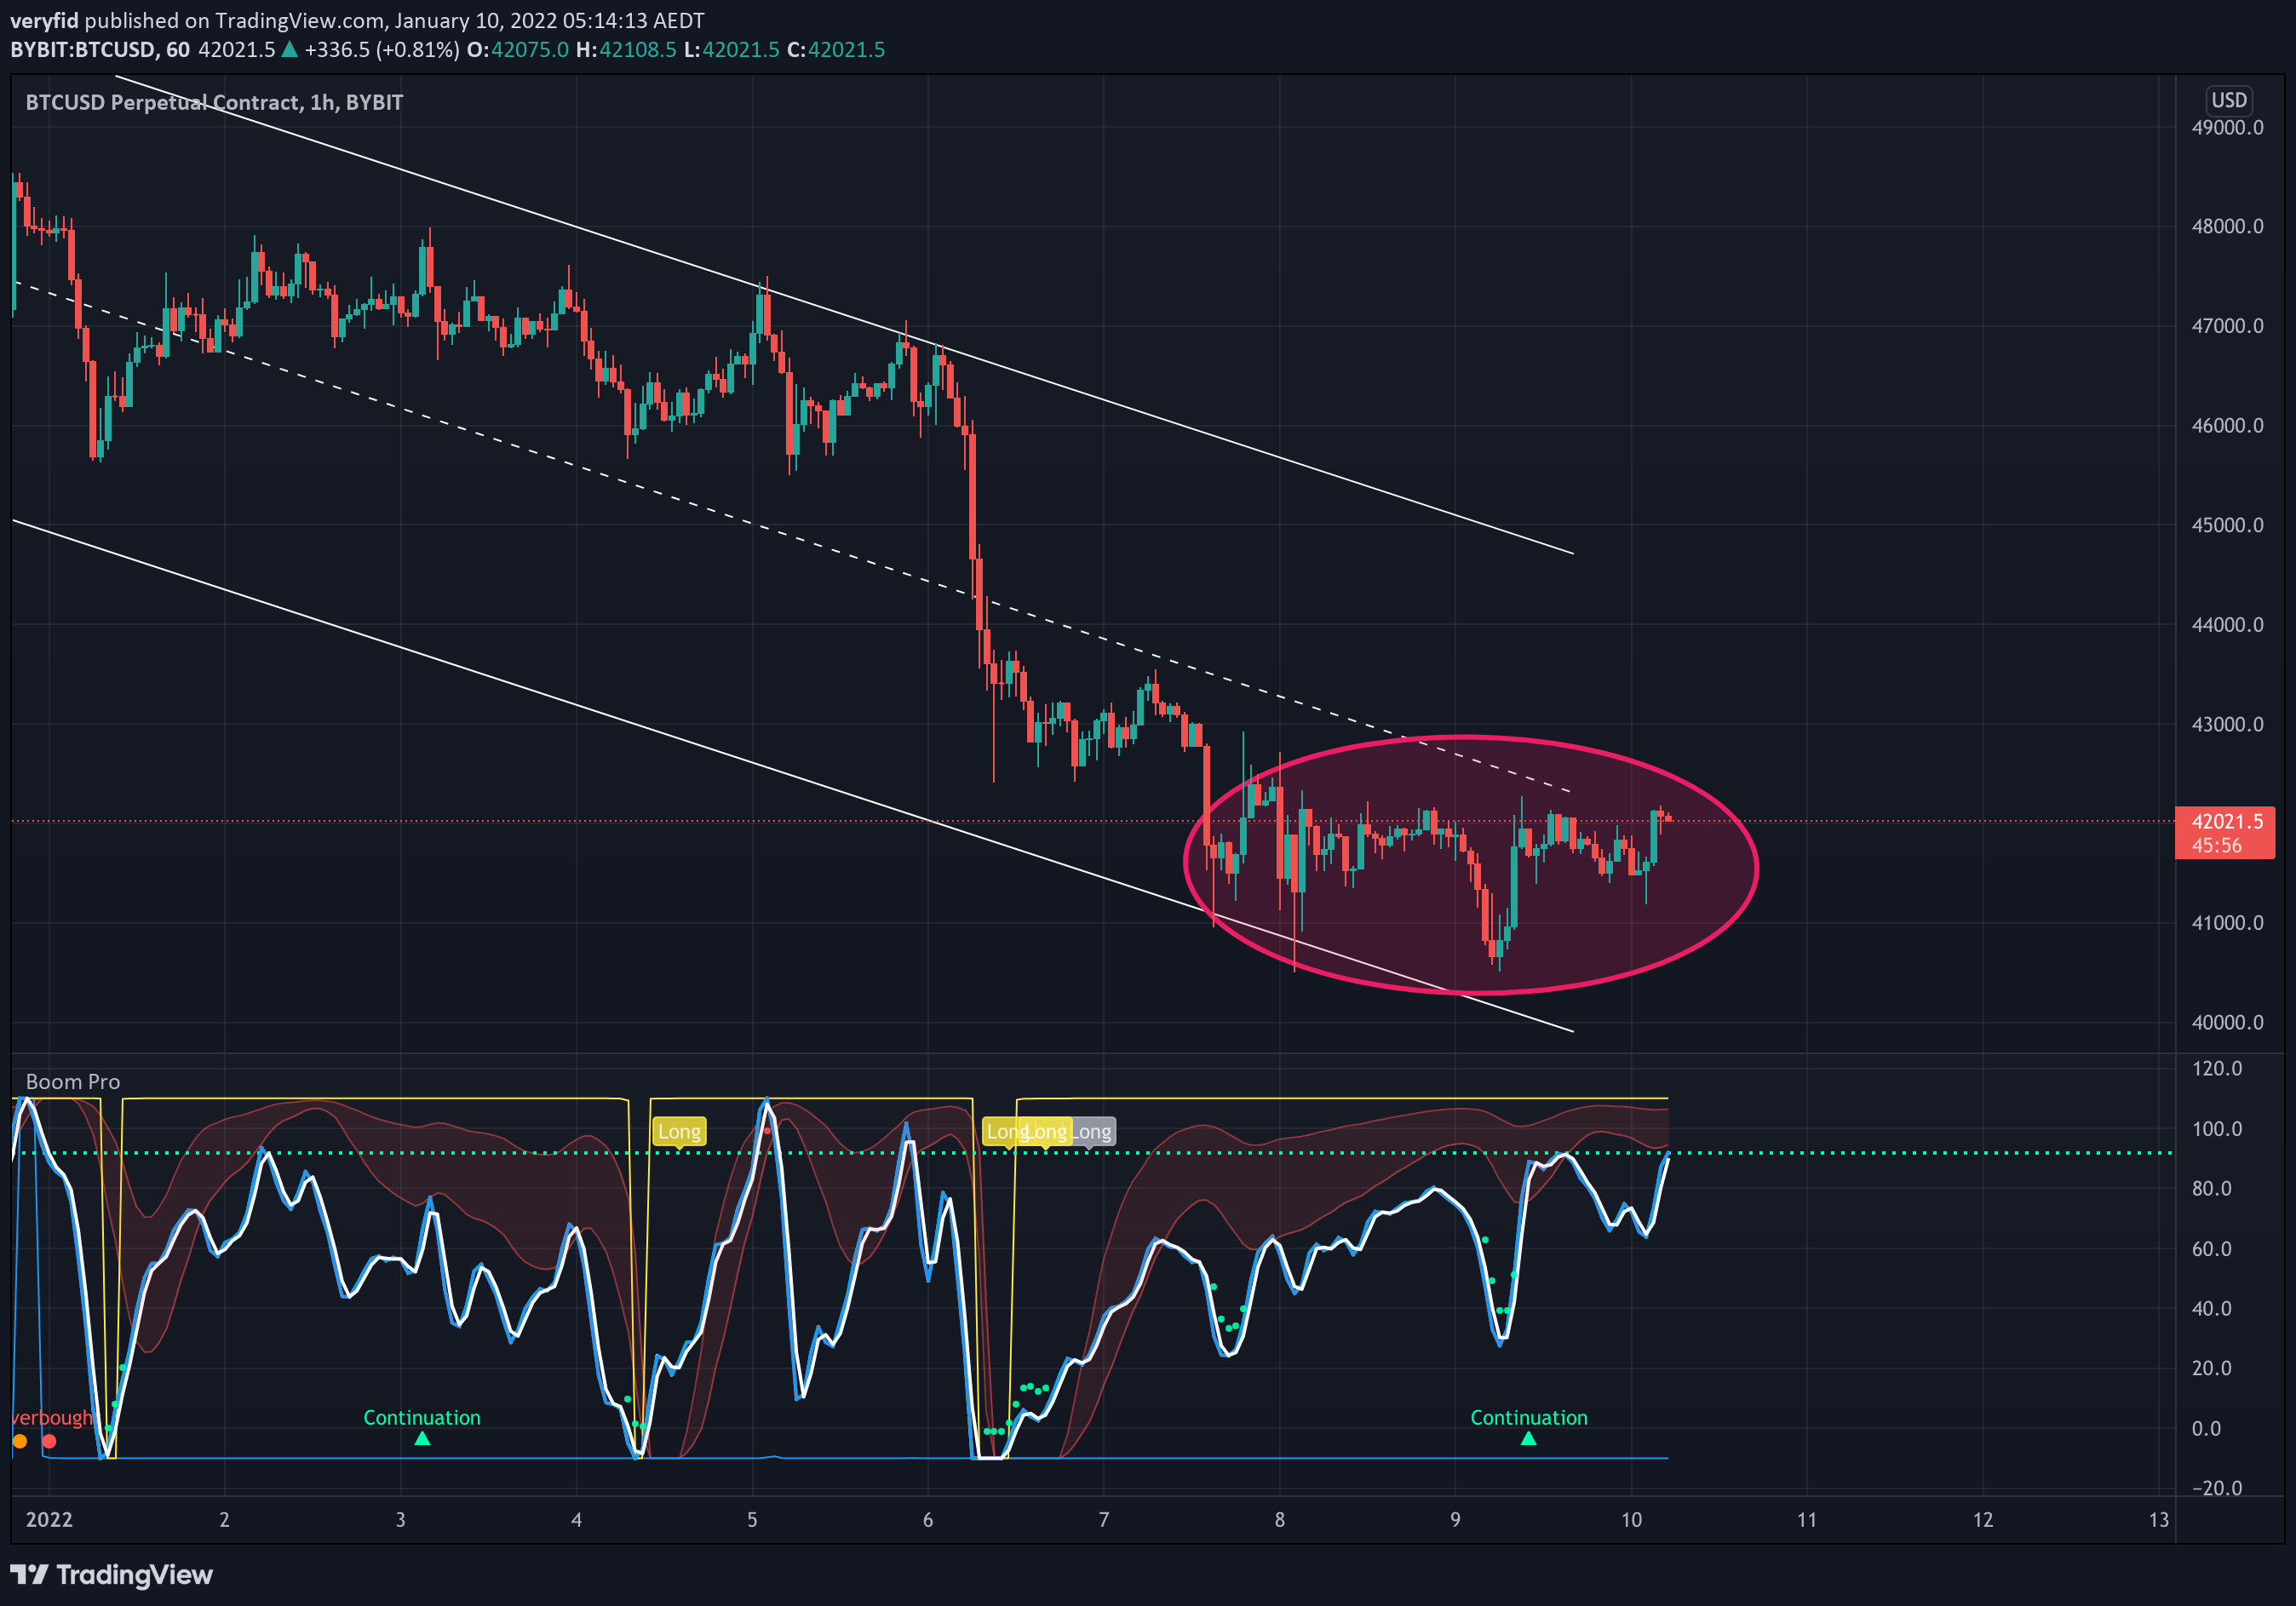 veryfid published on TradingView.com, January 10, 2022 05:14:13 AEDT
BYBIT:BTCUSD, 60 42021.5 ▲ +336.5 (+0.81%) O:42075.0 H:42108.5 L:42021.5 C:42021.5
BTCUSD Perpetual Contract, 1h, BYBIT
USD
49000.0
48000.0
47000.0
46000.0
45000.0
44000.0
43000.0
42021.5
45:56
41000.0
40000.0
Boom Pro
120.0
100.0
80.0
60.0
40.0
20.0
0.0
−20.0
Long
Long
Long
Long
verbough
Continuation
Continuation
2022 2 3 4 5 6 7 8 9 10 11 12 13
TradingView